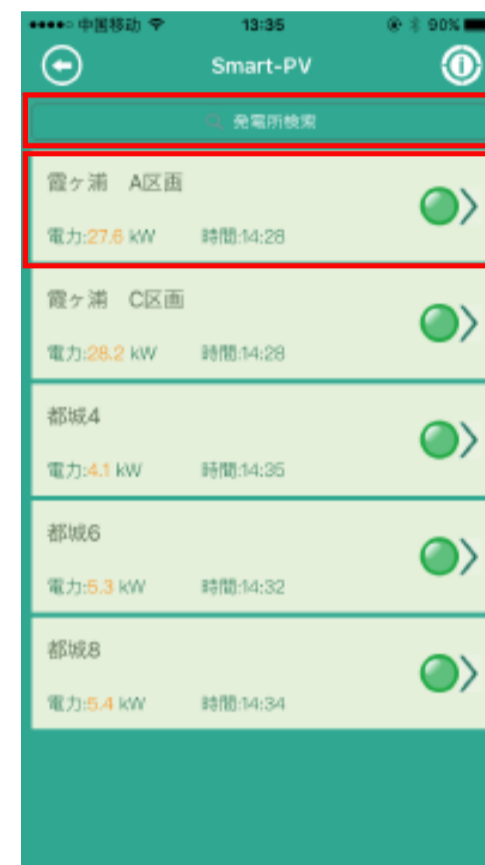 中国移动 13:35 90%
Smart-PV
発電所検索
霞ヶ浦 A区画
電力:27.6 kW 時間:14:28
霞ヶ浦 C区画
電力:28.2 kW 時間:14:28
都城4
電力:4.1 kW 時間:14:35
都城6
電力:5.3 kW 時間:14:32
都城8
電力:5.4 kW 時間:14:34